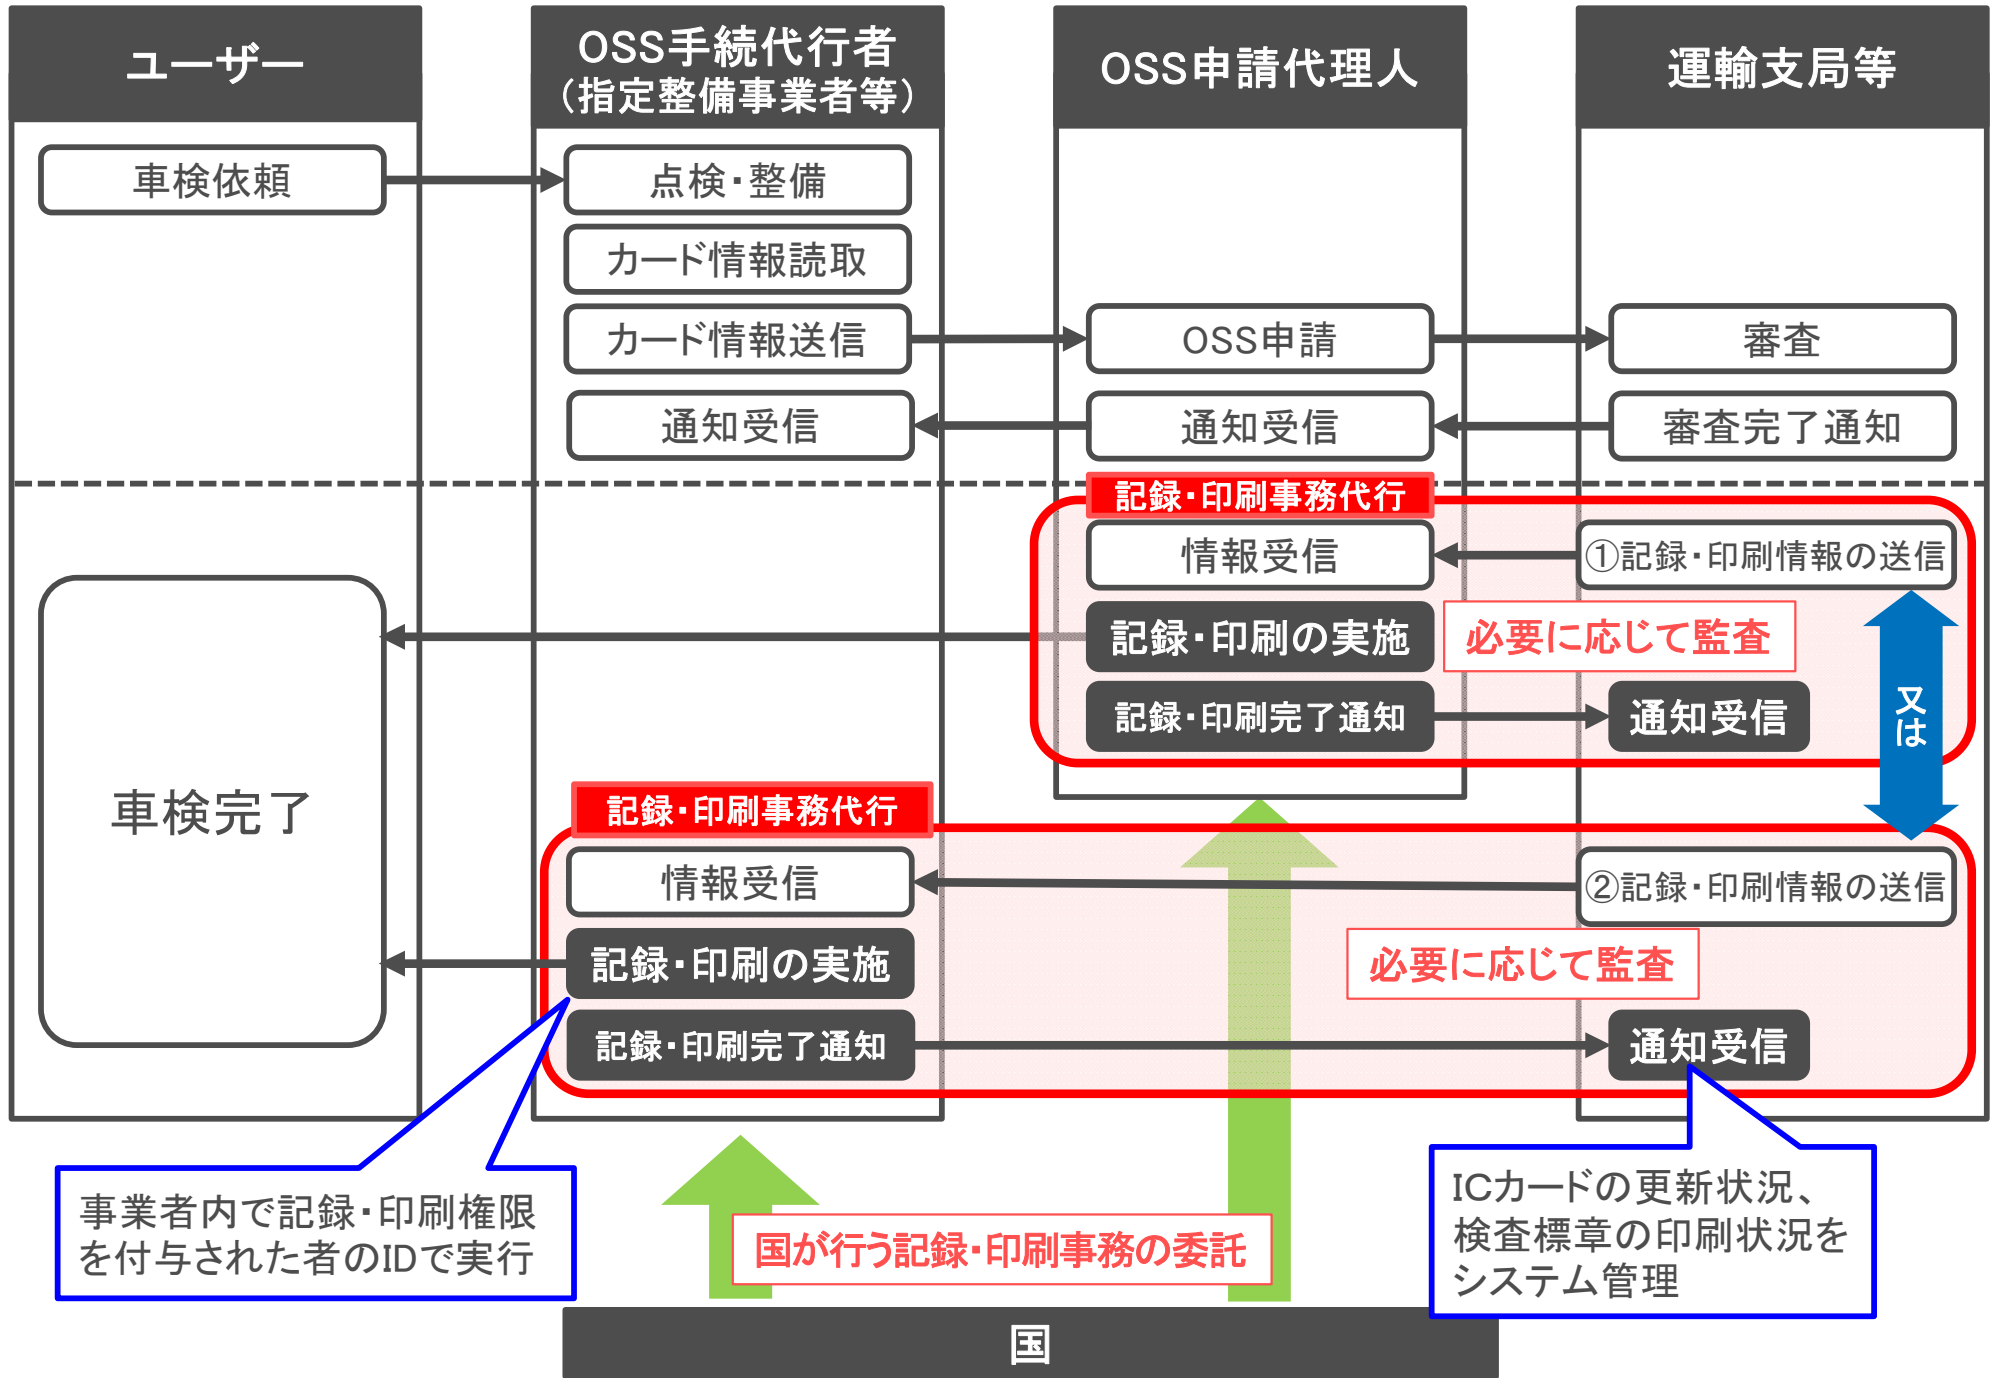 ユーザー
OSS手続代行者
（指定整備事業者等）
OSS申請代理人
運輸支局等
車検依頼
点検・整備
カード情報読取
カード情報送信
OSS申請
審査
通知受信
通知受信
審査完了通知
記録・印刷事務代行
情報受信
①記録・印刷情報の送信
記録・印刷の実施
必要に応じて監査
記録・印刷完了通知
通知受信
又は
車検完了
記録・印刷事務代行
情報受信
②記録・印刷情報の送信
記録・印刷の実施
必要に応じて監査
記録・印刷完了通知
通知受信
事業者内で記録・印刷権限
を付与された者のIDで実行
国が行う記録・印刷事務の委託
ICカードの更新状況、
検査標章の印刷状況を
システム管理
国